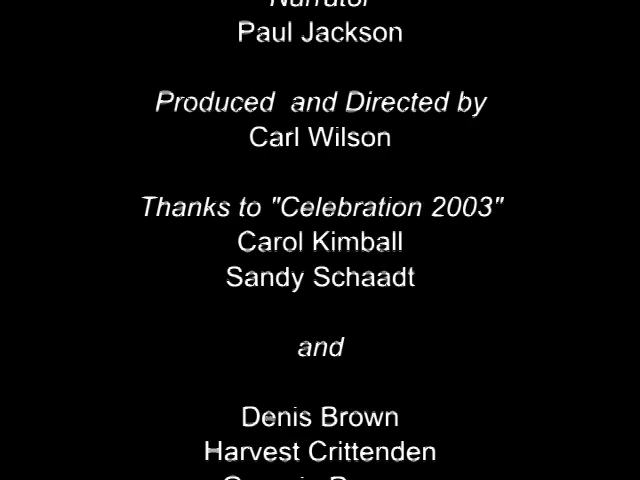 Narrator
Paul Jackson
Produced and Directed by
Carl Wilson
Thanks to "Celebration 2003"
Carol Kimball
Sandy Schaadt
and
Denis Brown
Harvest Crittenden